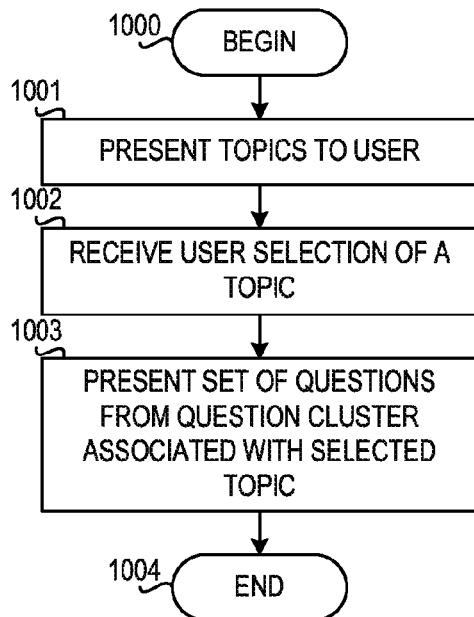 1000
BEGIN
1001
PRESENT TOPICS TO USER
1002
RECEIVE USER SELECTION OF A
TOPIC
1003
PRESENT SET OF QUESTIONS
FROM QUESTION CLUSTER
ASSOCIATED WITH SELECTED
TOPIC
1004
END